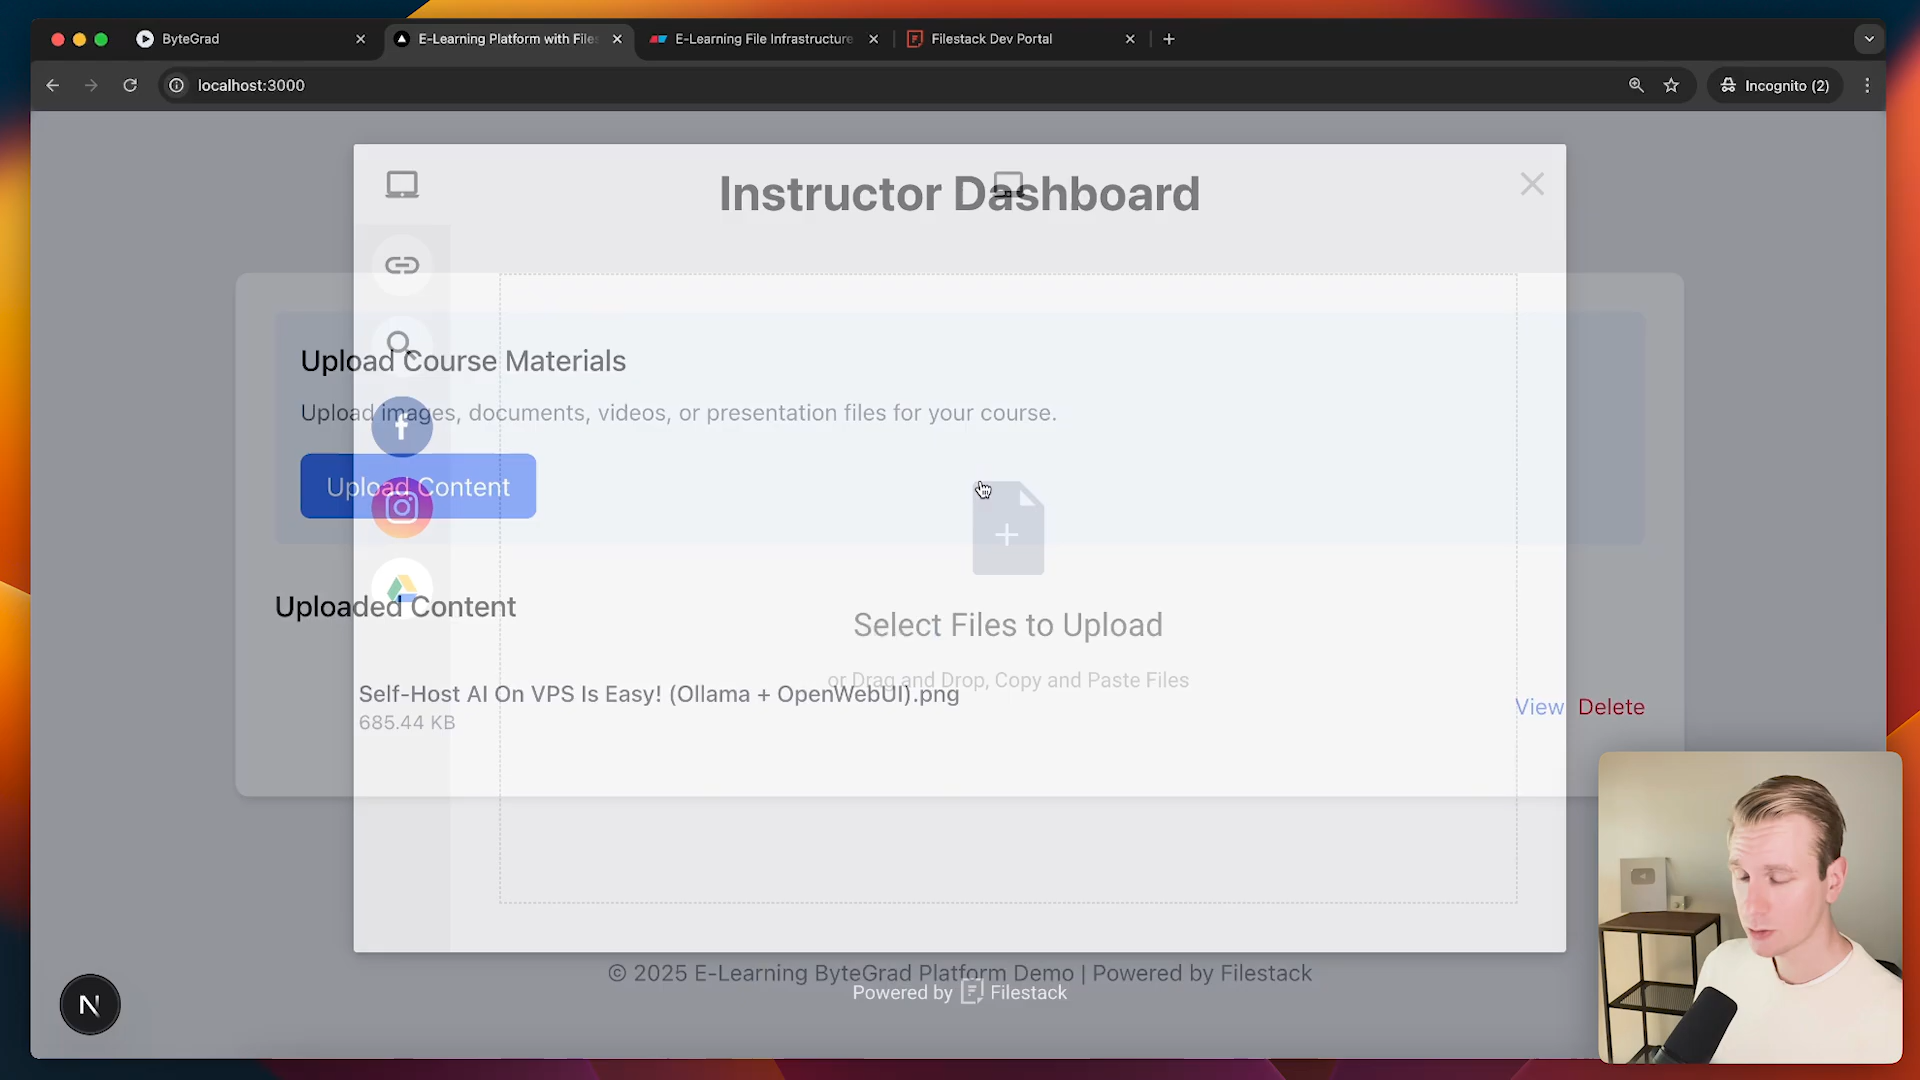 ByteGrad
E-Learning Platform with Files
E-Learning File Infrastructure
Filestack Dev Portal
localhost:3000
Incognito (2)
Instructor Dashboard
Upload Course Materials
Upload images, documents, videos, or presentation files for your course.
Upload Content
Uploaded Content
Select Files to Upload
or Drag and Drop, Copy and Paste Files
Self-Host AI On VPS Is Easy! (Ollama + OpenWebUI).png
685.44 KB
View Delete
© 2025 E-Learning ByteGrad Platform Demo | Powered by Filestack
Powered by Filestack
N